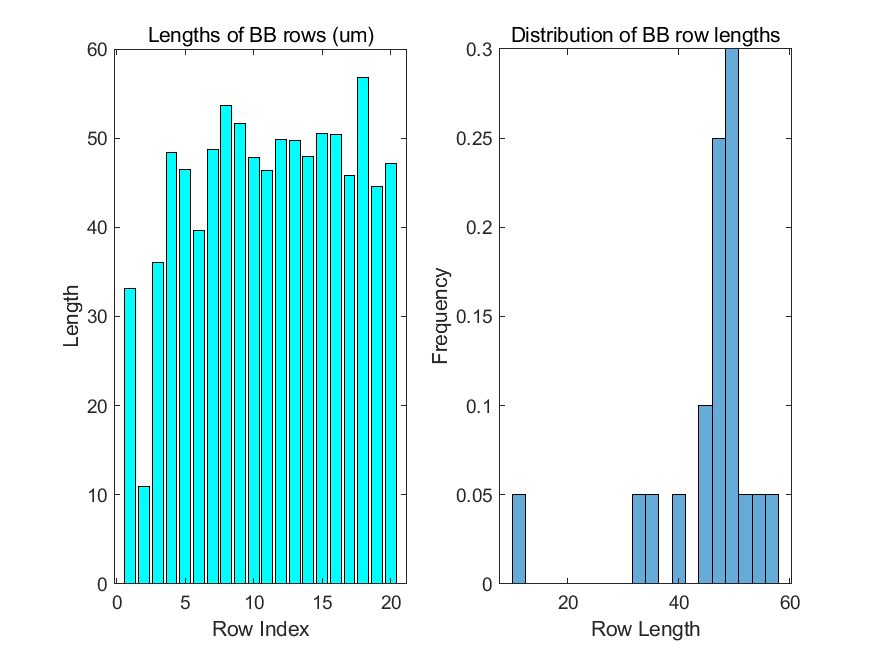 Lengths of BB rows (um)
60
50
40
30
20
10
0
Length
0 5 10 15 20
Row Index
Distribution of BB row lengths
0.3
0.25
0.2
0.15
0.1
0.05
0
Frequency
20 40 60
Row Length